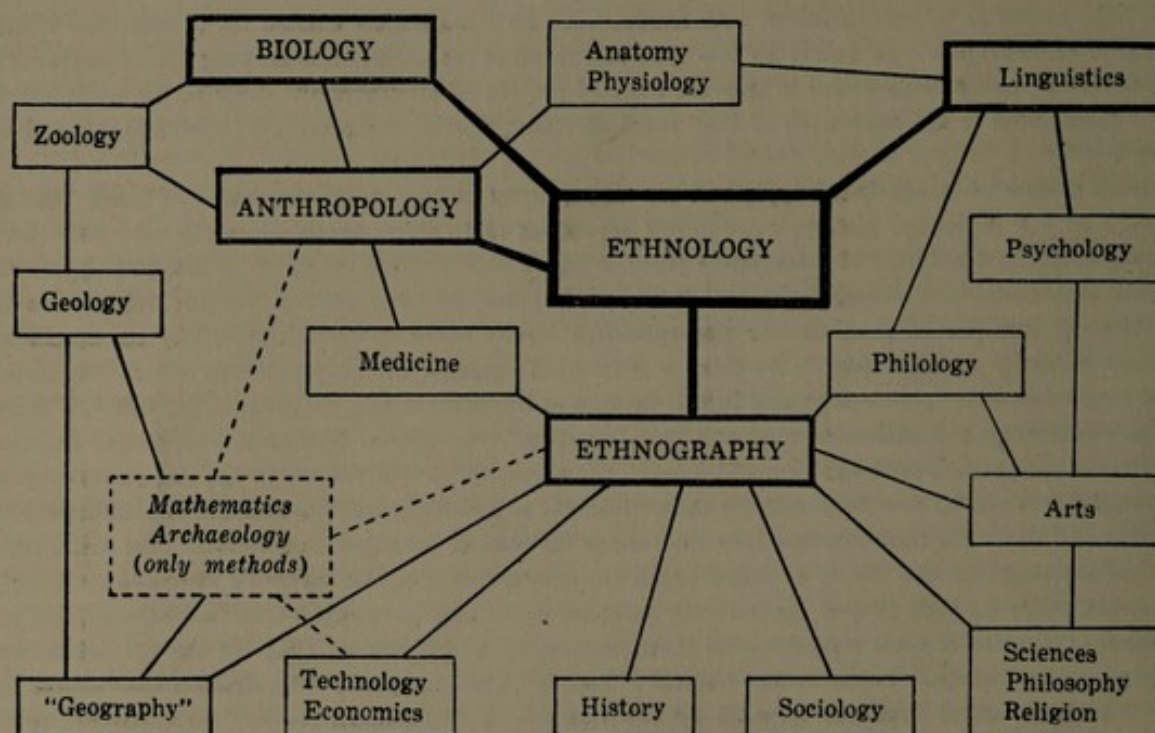 BIOLOGY
Anatomy
Physiology
Linguistics
Zoology
ANTHROPOLOGY
ETHNOLOGY
Psychology
Geology
Medicine
Philology
ETHNOGRAPHY
Mathematics
Archaeology
(only methods)
Arts
"Geography"
Technology
Economics
History
Sociology
Sciences
Philosophy
Religion